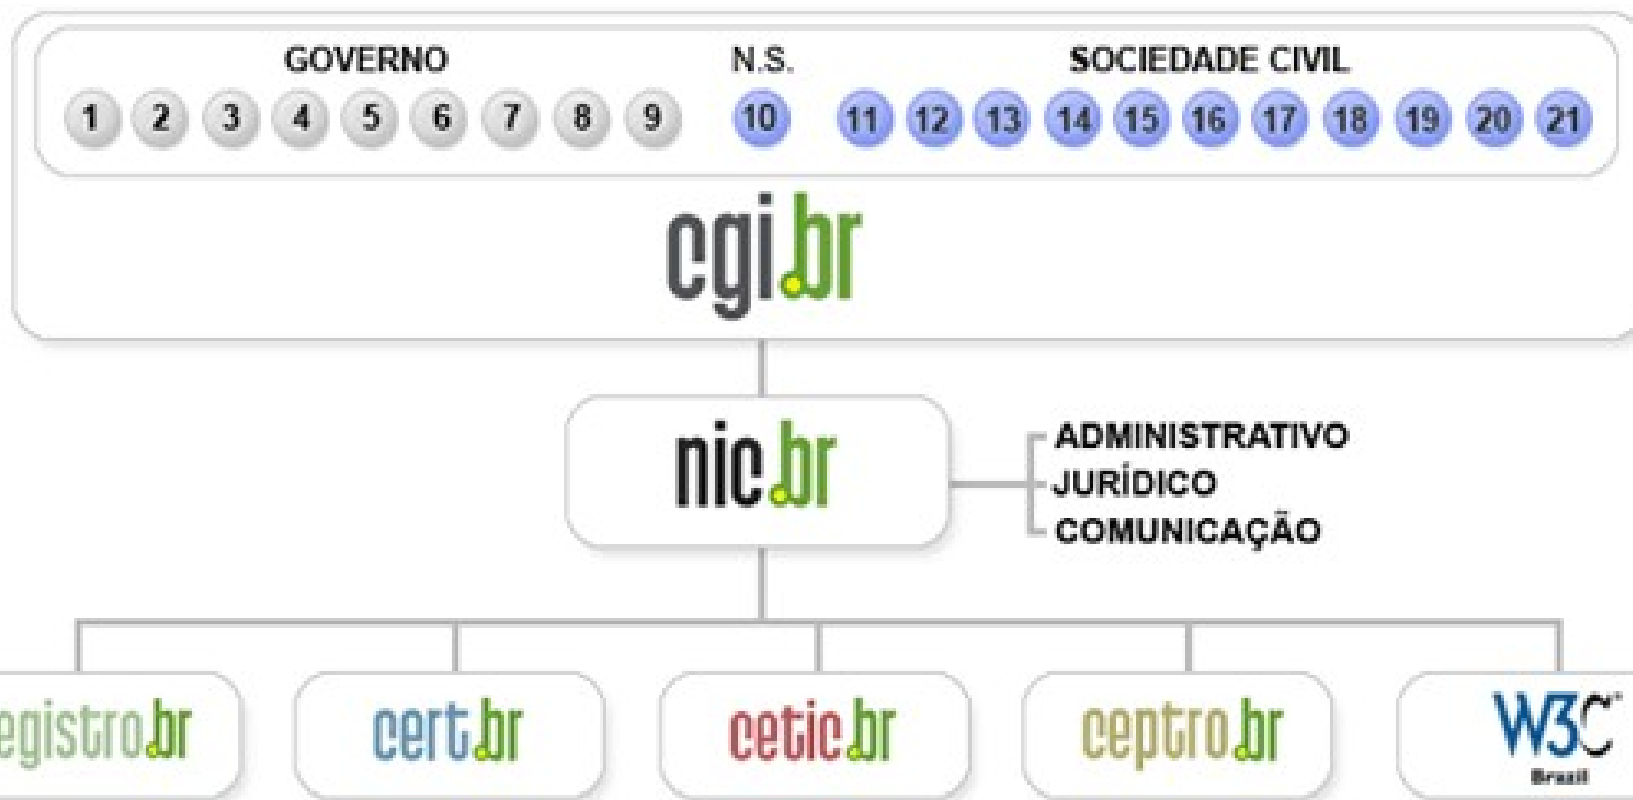 GOVERNO N.S. SOCIEDADE CIVIL
1 2 3 4 5 6 7 8 9 10 11 12 13 14 15 16 17 18 19 20 21
cgi.br
nic.br
ADMINISTRATIVO
JURÍDICO
COMUNICAÇÃO
egistro.br cert.br cetic.br ceptro.br W3C
Brazil